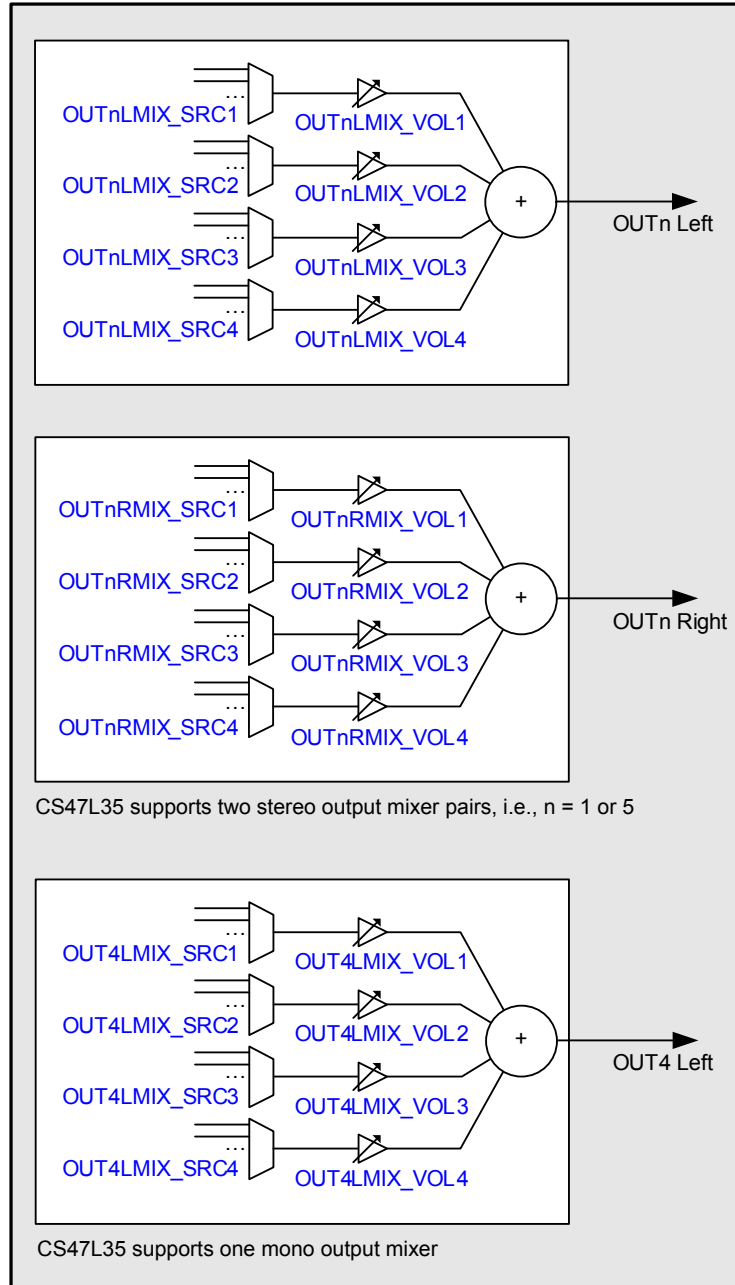 ...
OUTnLMIX_SRC1
OUTnLMIX_VOL1
...
OUTnLMIX_SRC2
OUTnLMIX_VOL2
+
OUTn Left
...
OUTnLMIX_SRC3
OUTnLMIX_VOL3
...
OUTnLMIX_SRC4
OUTnLMIX_VOL4
...
OUTnRMIX_SRC1
OUTnRMIX_VOL1
...
OUTnRMIX_SRC2
OUTnRMIX_VOL2
+
OUTn Right
...
OUTnRMIX_SRC3
OUTnRMIX_VOL3
...
OUTnRMIX_SRC4
OUTnRMIX_VOL4
CS47L35 supports two stereo output mixer pairs, i.e., n = 1 or 5
...
OUT4LMIX_SRC1
OUT4LMIX_VOL1
...
OUT4LMIX_SRC2
OUT4LMIX_VOL2
+
OUT4 Left
...
OUT4LMIX_SRC3
OUT4LMIX_VOL3
...
OUT4LMIX_SRC4
OUT4LMIX_VOL4
CS47L35 supports one mono output mixer